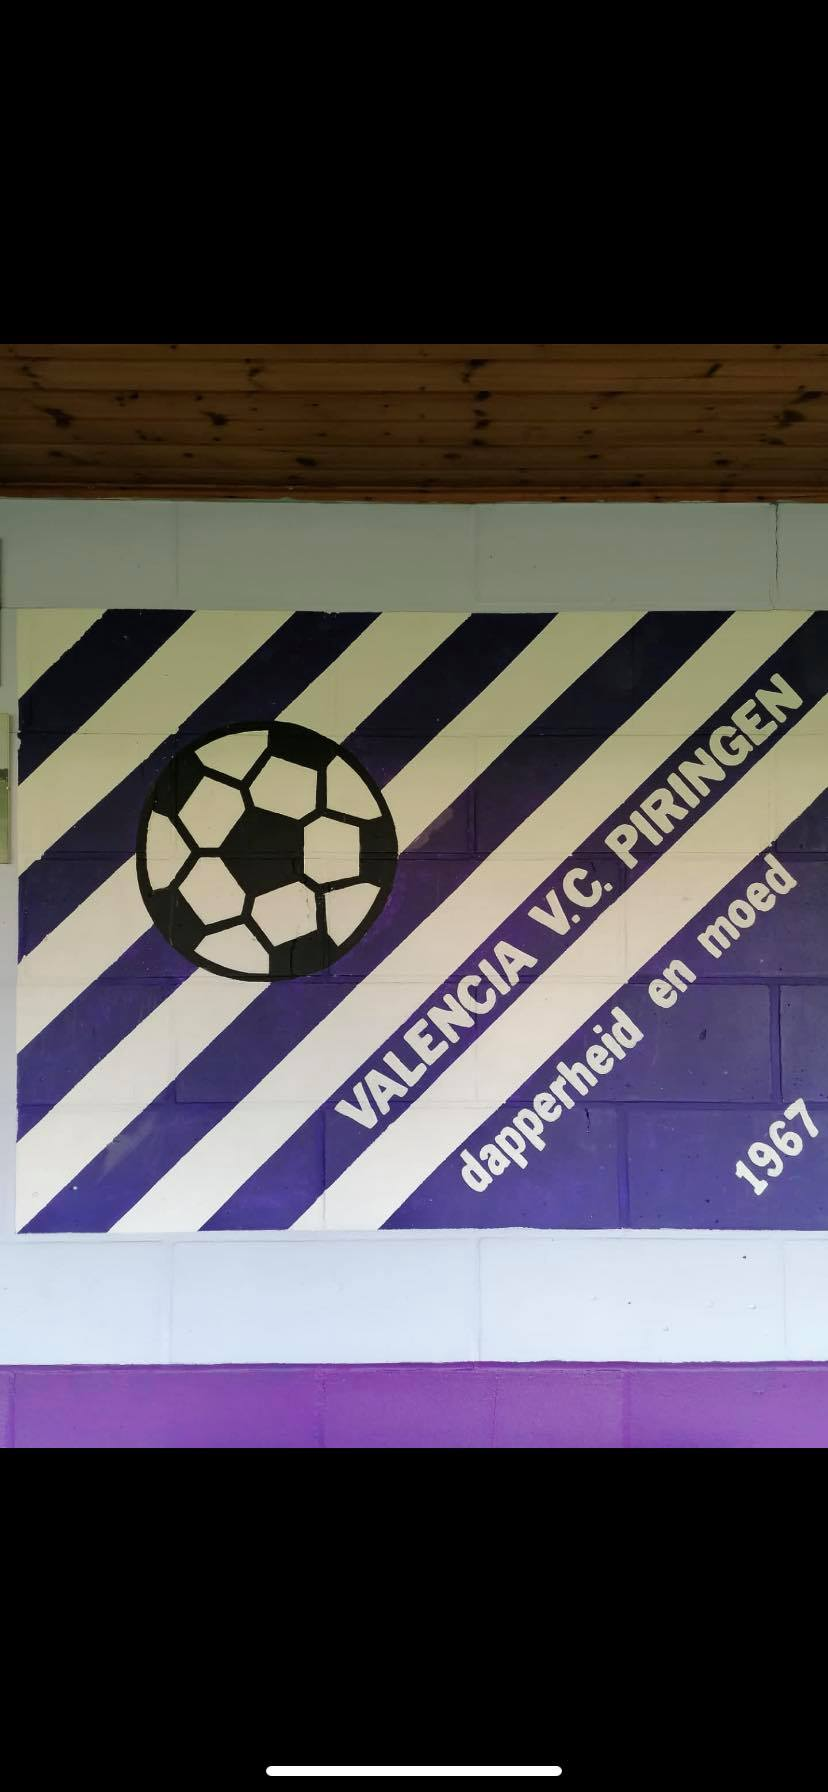 VALENCIA V.C. PIRINGEN
dapperheid en moed
1967